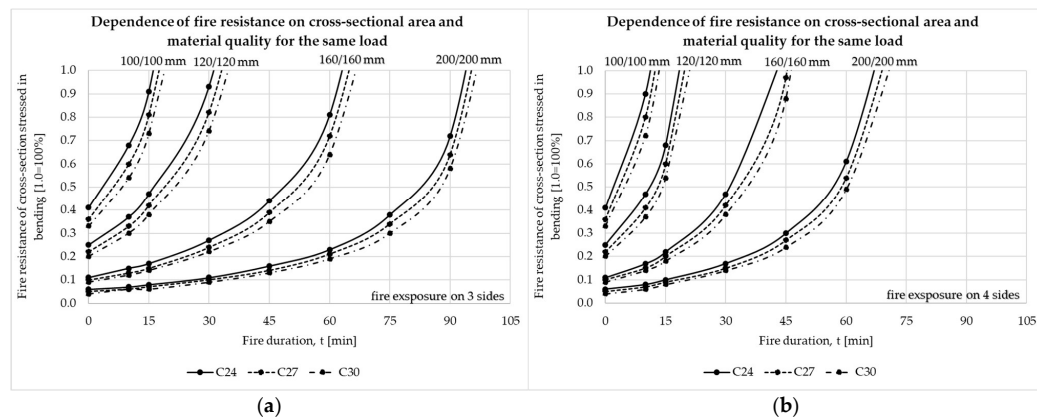 Dependence of fire resistance on cross-sectional area and
material quality for the same load
100/100 mm 120/120 mm 160/160 mm 200/200 mm
Fire resistance of cross-section stressed in
bending [1.0=100%]
1.0
0.9
0.8
0.7
0.6
0.5
0.4
0.3
0.2
0.1
0.0
fire exsposure on 3 sides
0 10 15 30 45 60 75 90 105
Fire duration, t [min]
C24 C27 C30
(a)
Dependence of fire resistance on cross-sectional area and
material quality for the same load
100/100 mm 120/120 mm 160/160 mm 200/200 mm
Fire resistance of cross-section stressed in
bending [1.0=100%]
1.0
0.9
0.8
0.7
0.6
0.5
0.4
0.3
0.2
0.1
0.0
fire exsposure on 4 sides
0 10 15 30 45 60 75 90 105
Fire duration, t [min]
C24 C27 C30
(b)